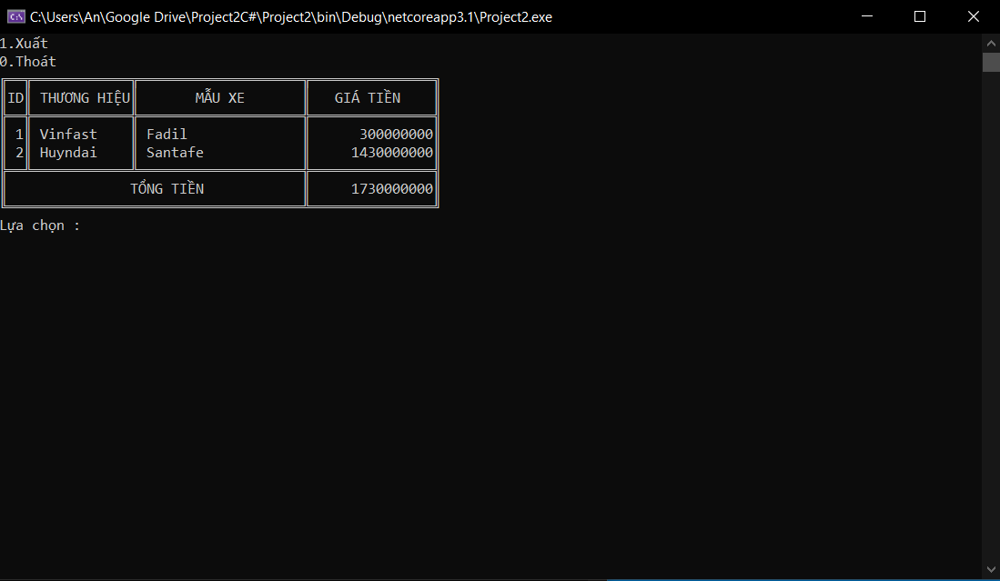 C:\Users\An\Google Drive\Project2C#\Project2\bin\Debug\netcoreapp3.1\Project2.exe
1.Xuất
0.Thoát
ID THƯƠNG HIỆU MẪU XE GIÁ TIỀN
1 Vinfast Fadil 300000000
2 Huyndai Santafe 1430000000
TỔNG TIỀN 1730000000
Lựa chọn :